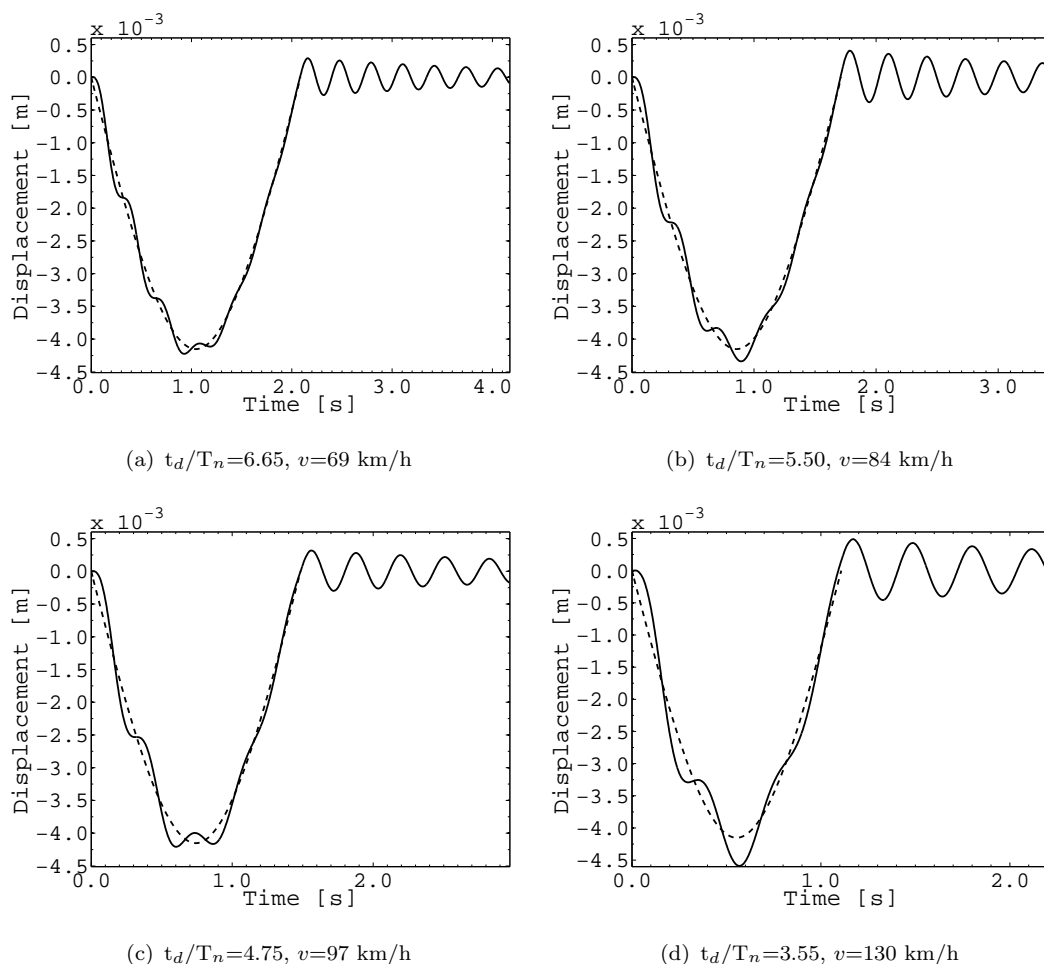 x 10⁻³
0.5
0.0
−0.5
−1.0
−1.5
−2.0
−2.5
−3.0
−3.5
−4.0
−4.5
Displacement [m]
0.0 1.0 2.0 3.0 4.0
Time [s]
(a) t_d/T_n=6.65, v=69 km/h
x 10⁻³
0.5
0.0
−0.5
−1.0
−1.5
−2.0
−2.5
−3.0
−3.5
−4.0
−4.5
Displacement [m]
0.0 1.0 2.0 3.0
Time [s]
(b) t_d/T_n=5.50, v=84 km/h
x 10⁻³
0.5
0.0
−0.5
−1.0
−1.5
−2.0
−2.5
−3.0
−3.5
−4.0
−4.5
Displacement [m]
0.0 1.0 2.0
Time [s]
(c) t_d/T_n=4.75, v=97 km/h
x 10⁻³
0.5
0.0
−0.5
−1.0
−1.5
−2.0
−2.5
−3.0
−3.5
−4.0
−4.5
Displacement [m]
0.0 1.0 2.0
Time [s]
(d) t_d/T_n=3.55, v=130 km/h